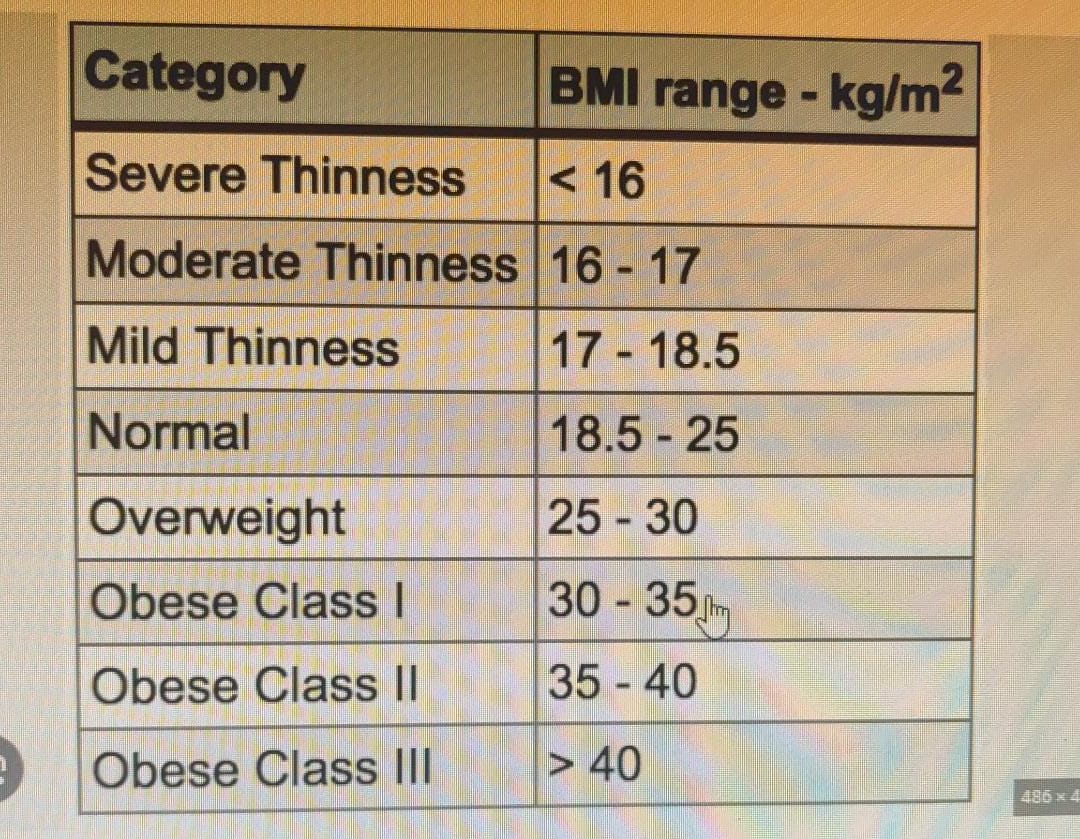 Category BMI range - kg/m²
Severe Thinness < 16
Moderate Thinness 16 - 17
Mild Thinness 17 - 18.5
Normal 18.5 - 25
Overweight 25 - 30
Obese Class I 30 - 35
Obese Class II 35 - 40
Obese Class III > 40
486 × 4